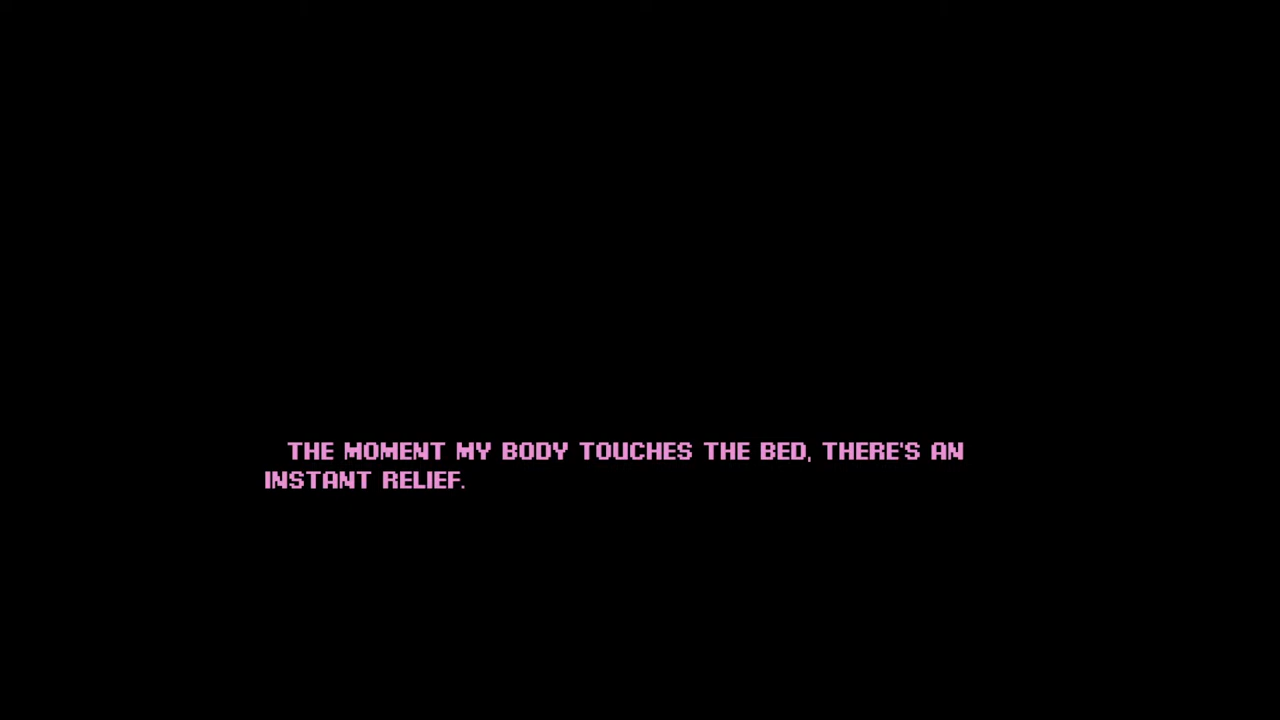 THE MOMENT MY BODY TOUCHES THE BED, THERE'S AN
INSTANT RELIEF.